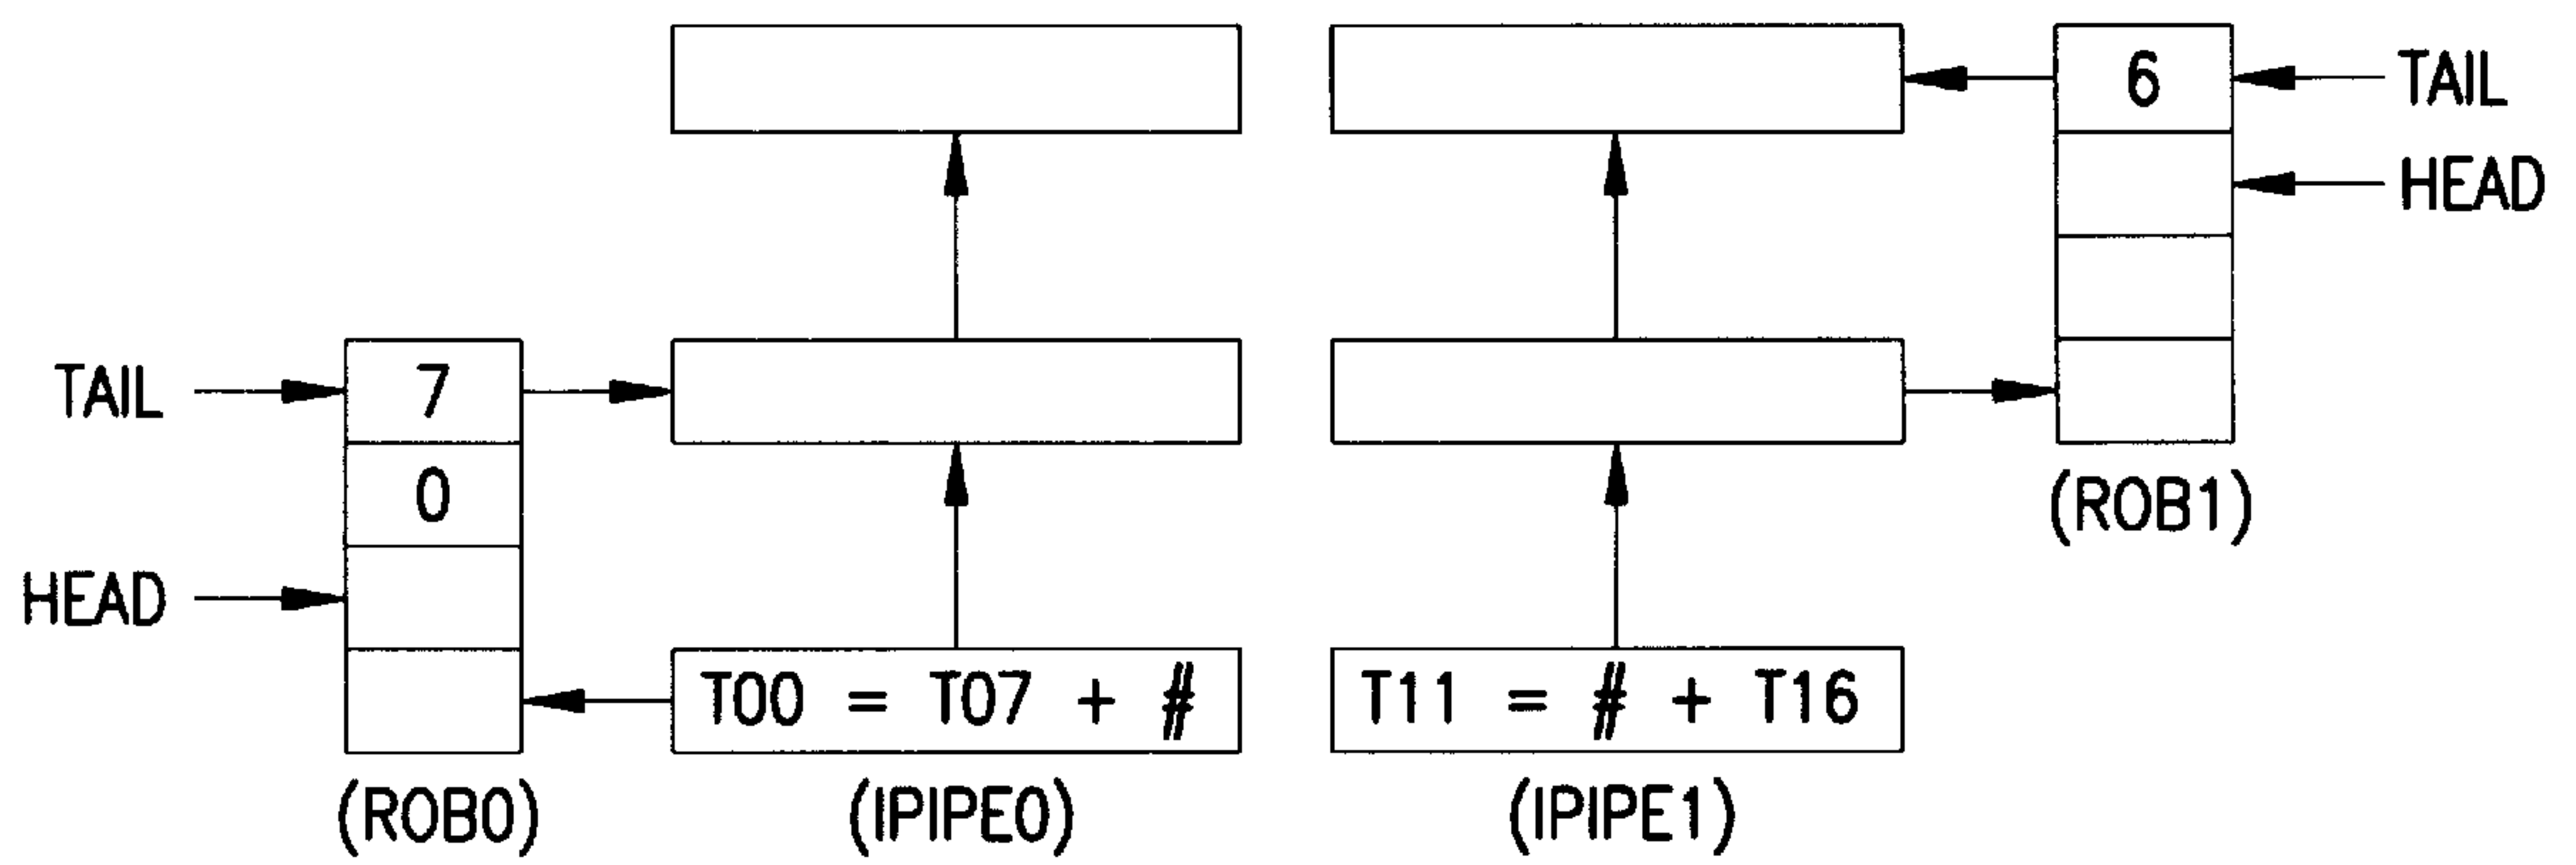 6 TAIL
HEAD
TAIL 7
0
HEAD
(ROB1)
T00 = T07 + #
T11 = # + T16
(ROB0)
(IPIPE0)
(IPIPE1)